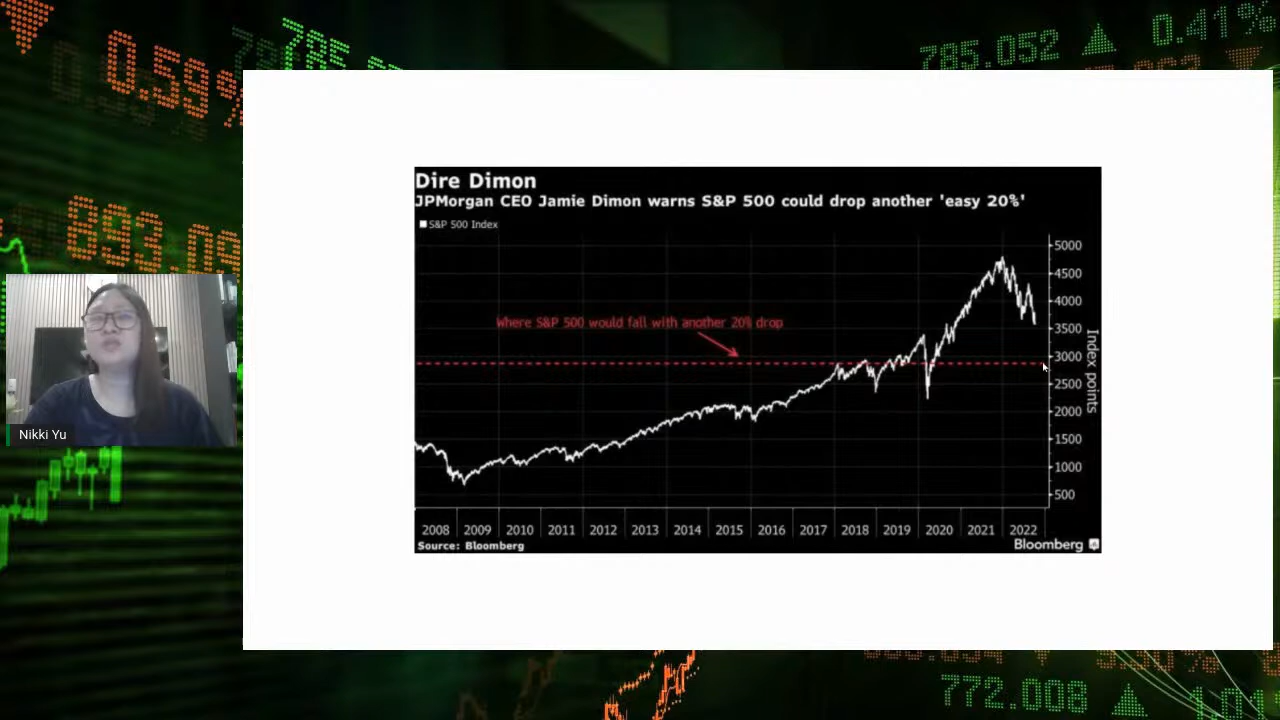 0.59%
785.052
0.41%
893.09
Dire Dimon
JPMorgan CEO Jamie Dimon warns S&P 500 could drop another 'easy 20%'
S&P 500 Index
Where S&P 500 would fall with another 20% drop
5000
4500
4000
3500
3000
2500
2000
1500
1000
500
Index points
2008 2009 2010 2011 2012 2013 2014 2015 2016 2017 2018 2019 2020 2021 2022
Source: Bloomberg
Bloomberg
Nikki Yu
772.008